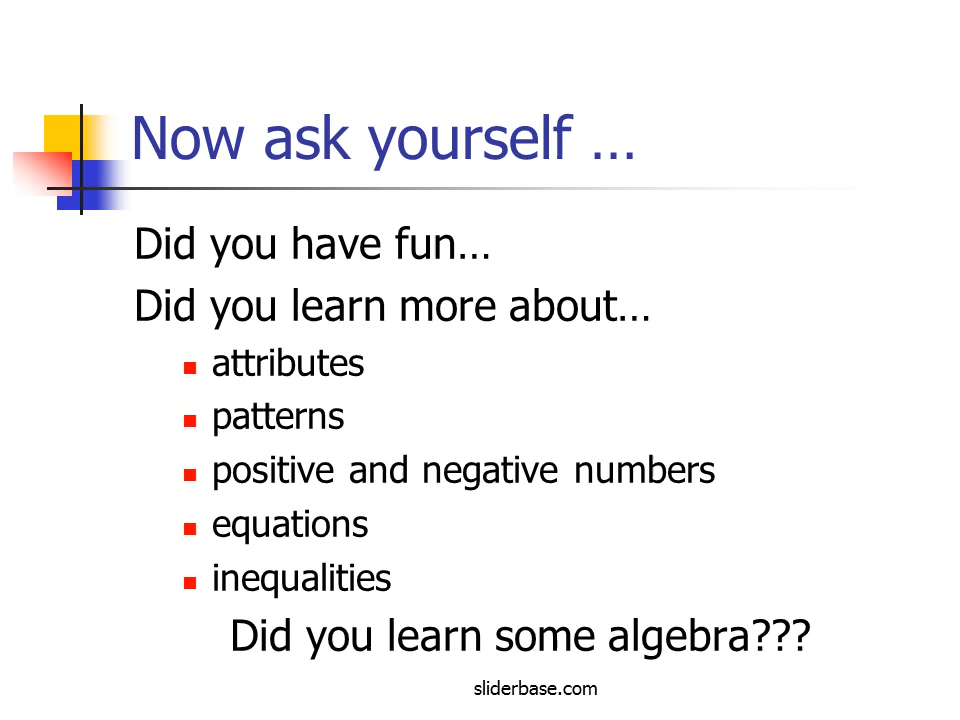 Now ask yourself …
Did you have fun…
Did you learn more about…
attributes
patterns
positive and negative numbers
equations
inequalities
Did you learn some algebra???
sliderbase.com